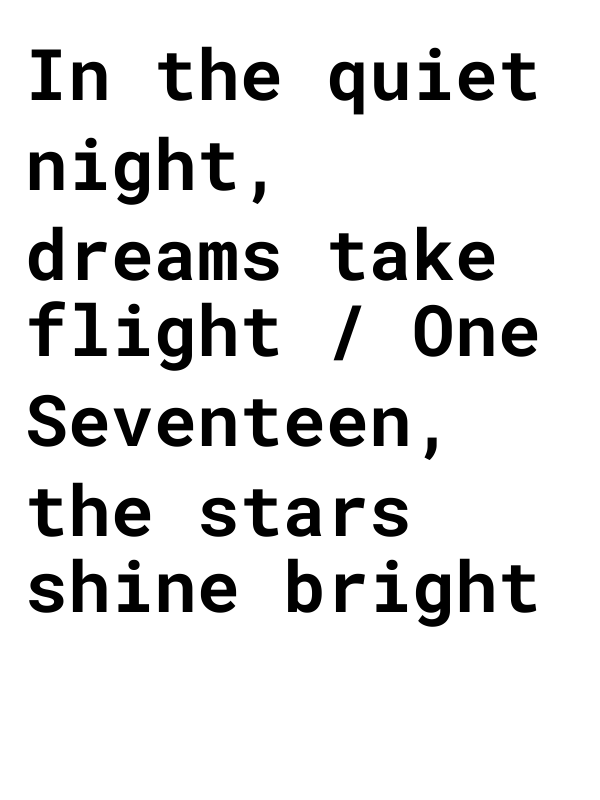 In the quiet
night,
dreams take
flight / One
Seventeen,
the stars
shine bright